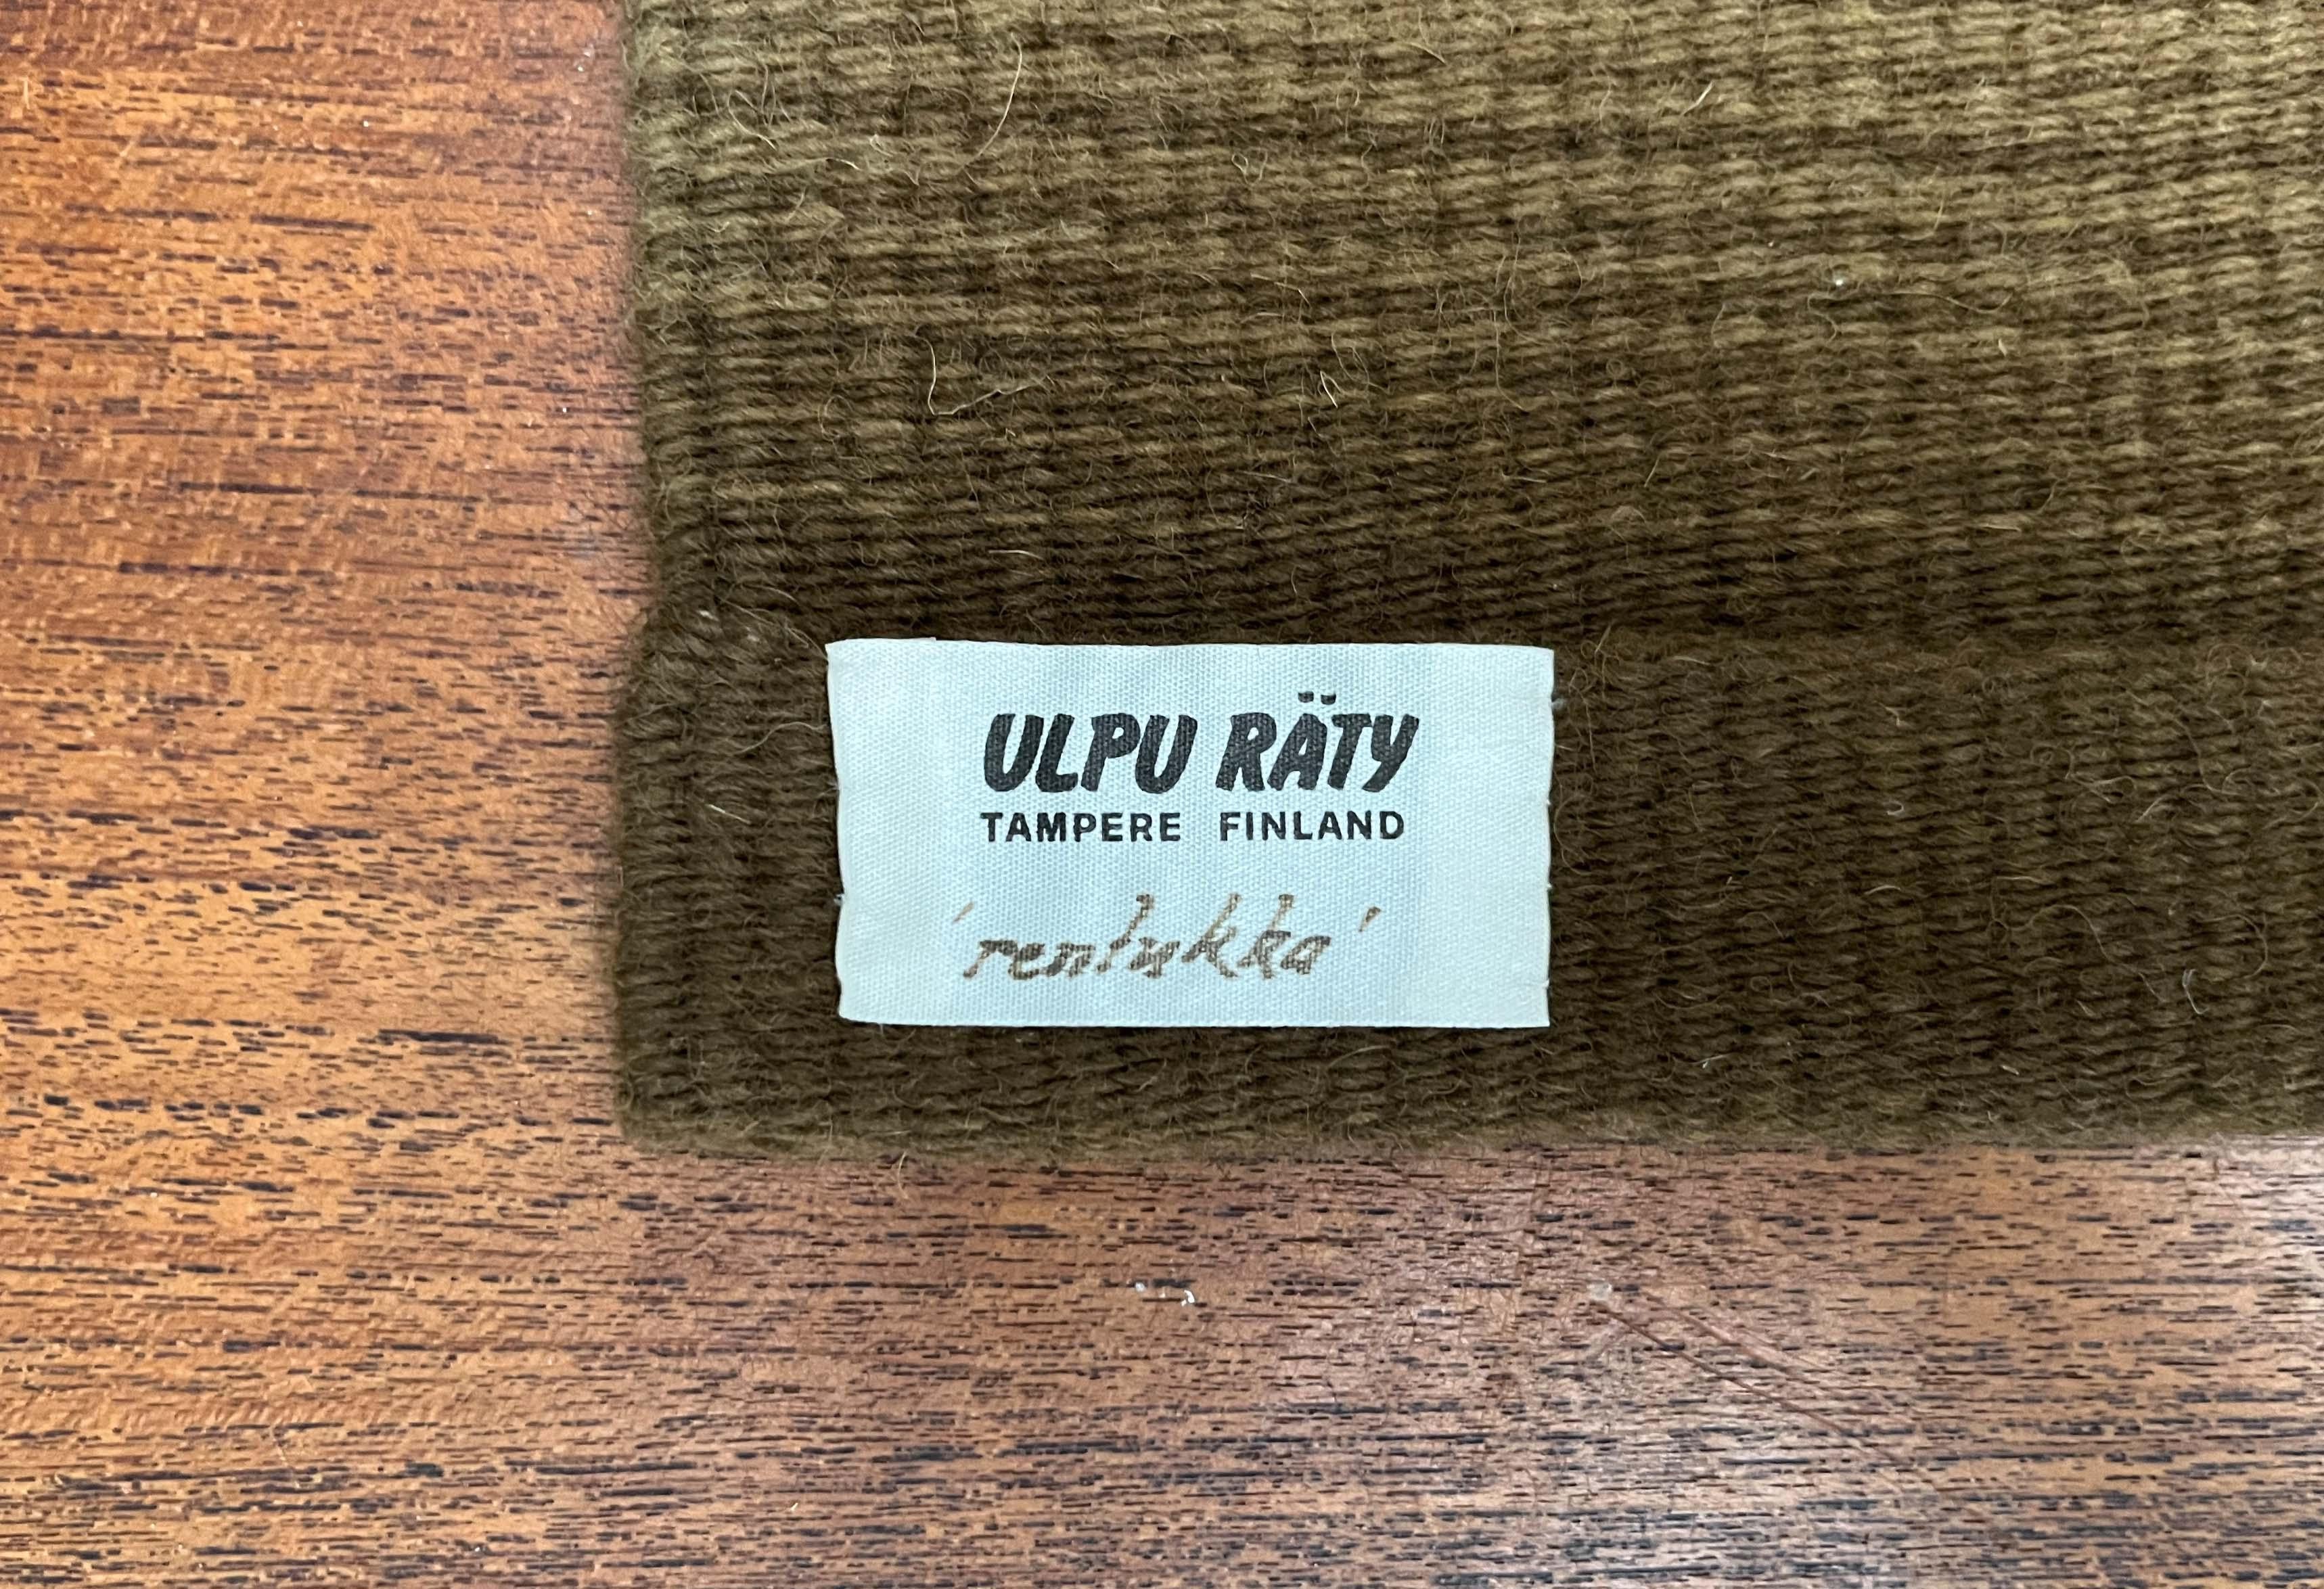 ULPU RÄTY
TAMPERE FINLAND
'rentukka'